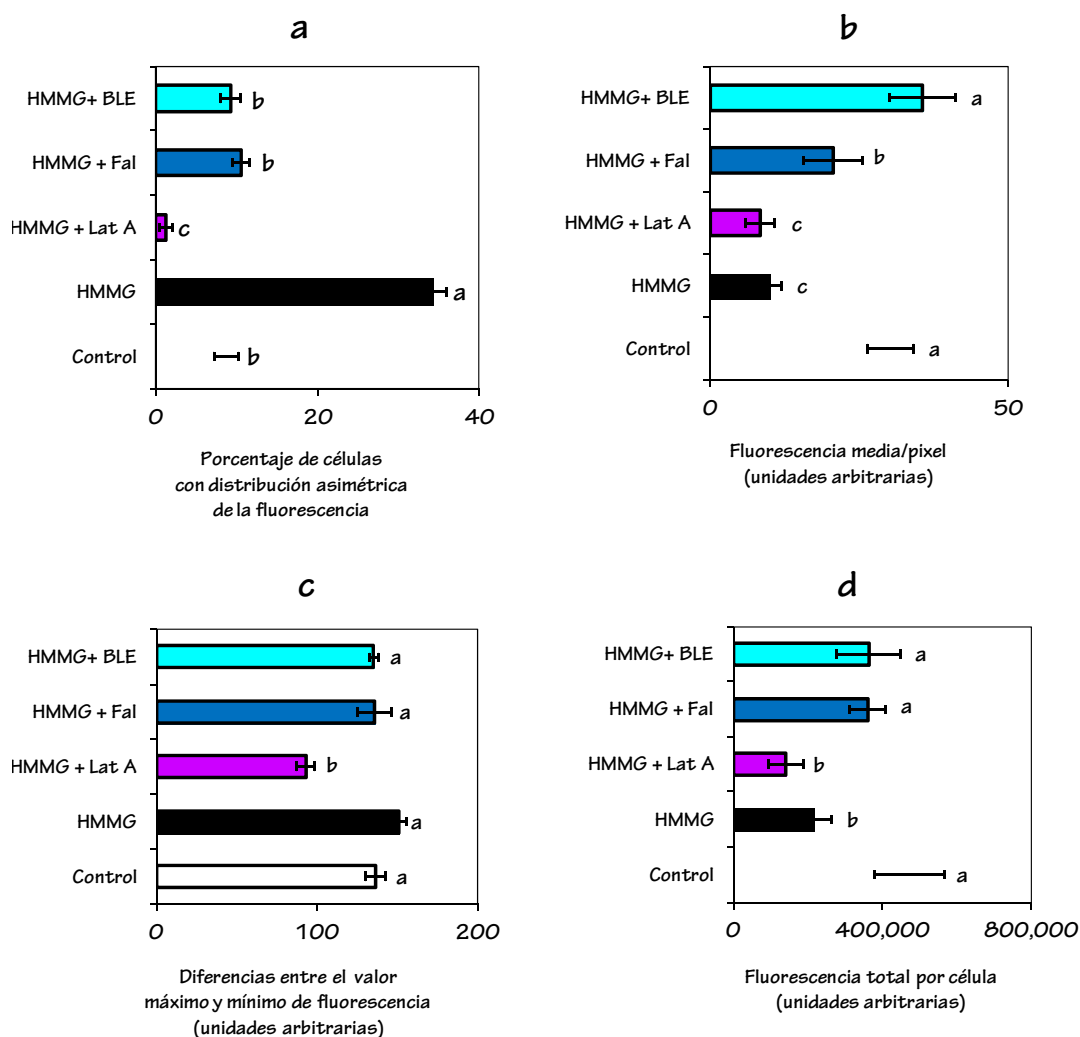 a
HMMG+ BLE
b
HMMG + Fal
b
HMMG + Lat A
c
HMMG
a
Control
b
0
20
40
Porcentaje de células
con distribución asimétrica
de la fluorescencia
b
HMMG+ BLE
a
HMMG + Fal
b
HMMG + Lat A
c
HMMG
c
Control
a
0
50
Fluorescencia media/pixel
(unidades arbitrarias)
c
HMMG+ BLE
a
HMMG + Fal
a
HMMG + Lat A
b
HMMG
a
Control
a
0
100
200
Diferencias entre el valor
máximo y mínimo de fluorescencia
(unidades arbitrarias)
d
HMMG+ BLE
a
HMMG + Fal
a
HMMG + Lat A
b
HMMG
b
Control
a
0
400,000
800,000
Fluorescencia total por célula
(unidades arbitrarias)